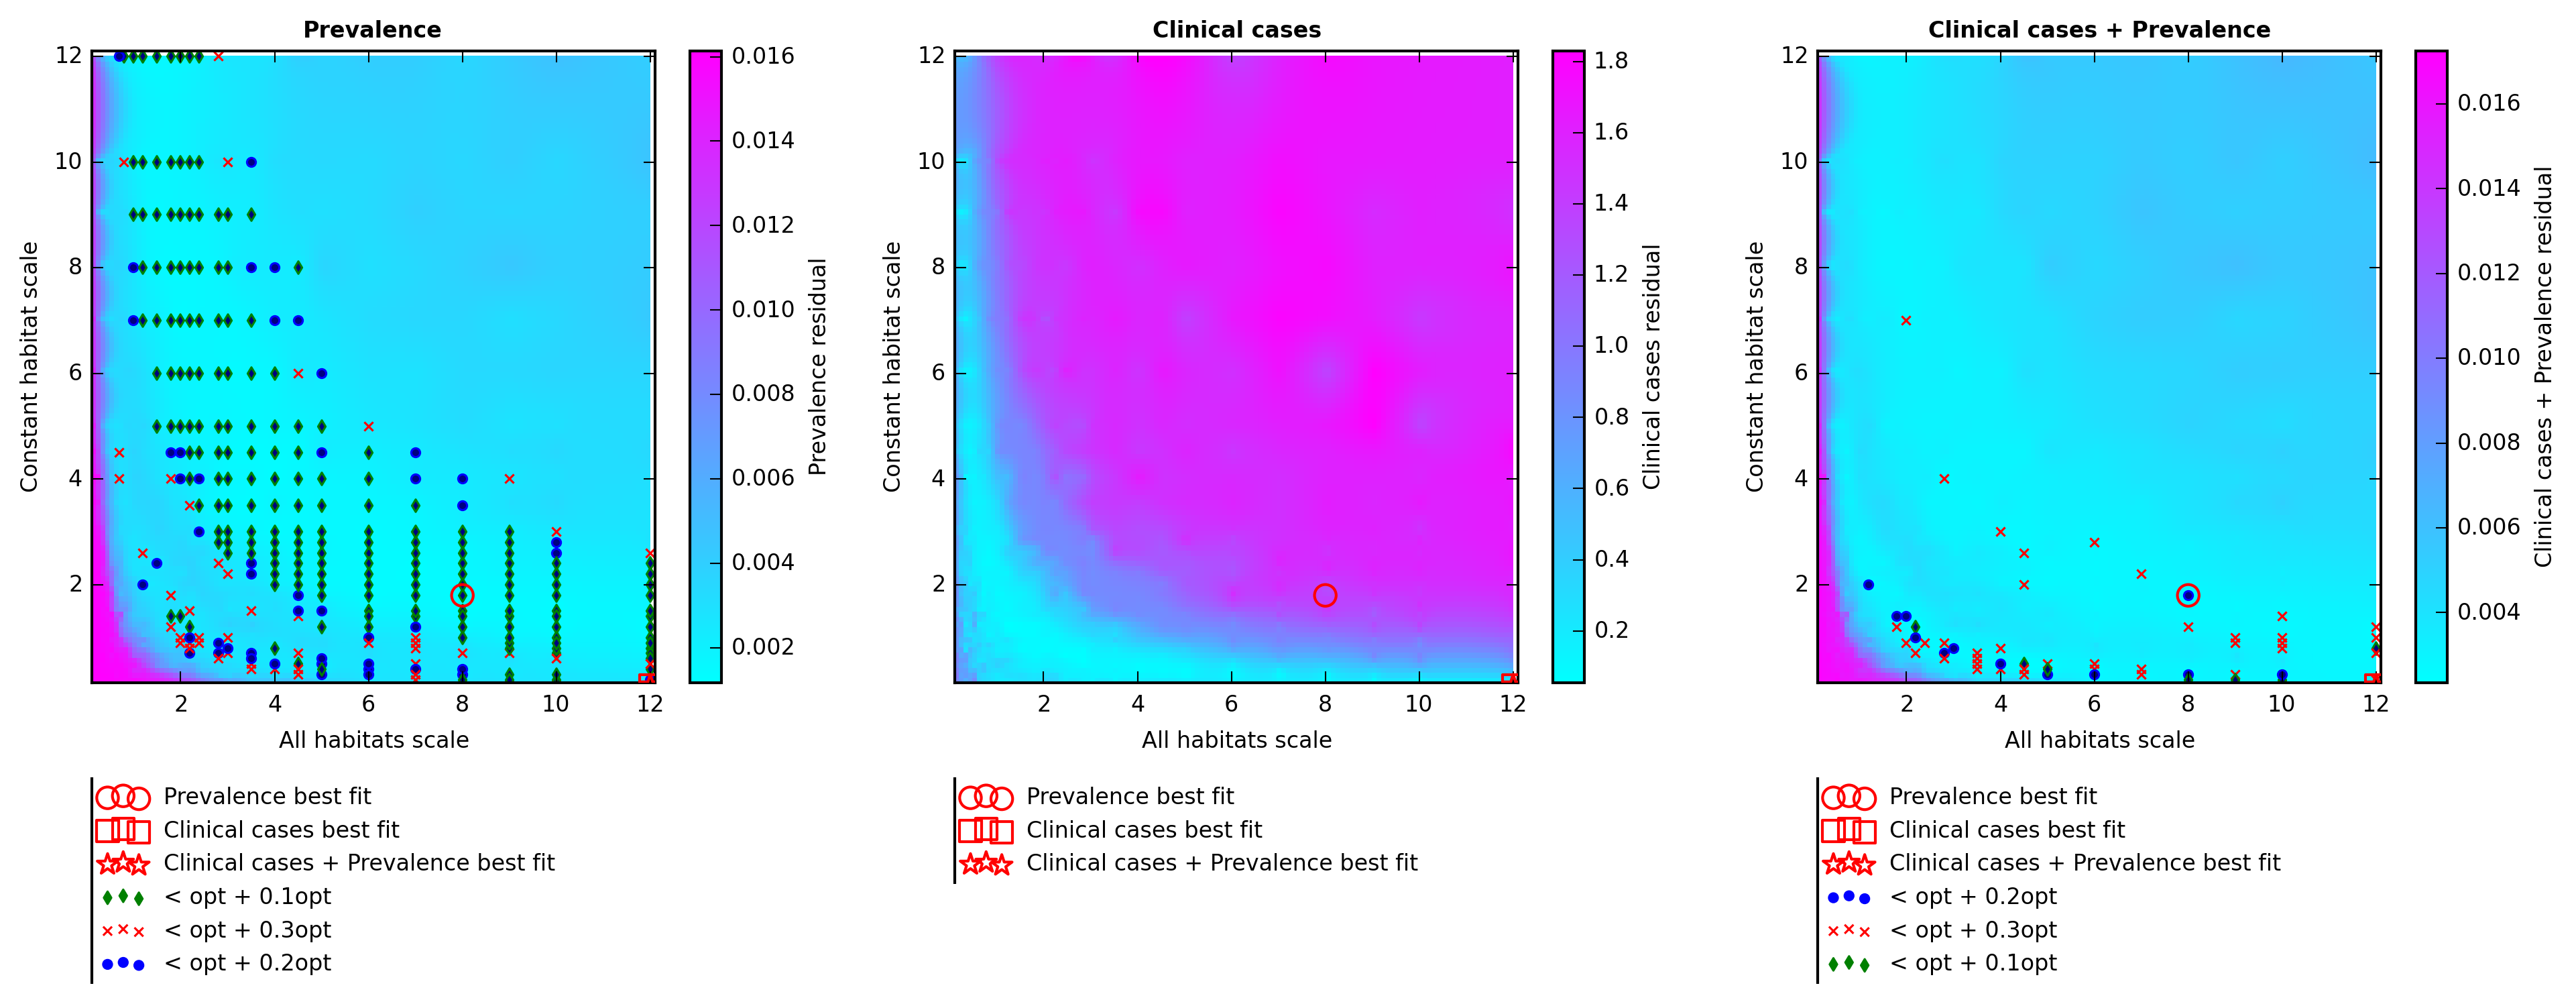 Prevalence
Clinical cases
Clinical cases + Prevalence
12
10
8
6
4
2
Constant habitat scale
2 4 6 8 10 12
All habitats scale
0.016
0.014
0.012
0.010
0.008
0.006
0.004
0.002
Prevalence residual
12
10
8
6
4
2
Constant habitat scale
2 4 6 8 10 12
All habitats scale
1.8
1.6
1.4
1.2
1.0
0.8
0.6
0.4
0.2
Clinical cases residual
12
10
8
6
4
2
Constant habitat scale
2 4 6 8 10 12
All habitats scale
0.016
0.014
0.012
0.010
0.008
0.006
0.004
Clinical cases + Prevalence residual
Prevalence best fit
Clinical cases best fit
Clinical cases + Prevalence best fit
< opt + 0.1opt
< opt + 0.3opt
< opt + 0.2opt
Prevalence best fit
Clinical cases best fit
Clinical cases + Prevalence best fit
Prevalence best fit
Clinical cases best fit
Clinical cases + Prevalence best fit
< opt + 0.2opt
< opt + 0.3opt
< opt + 0.1opt